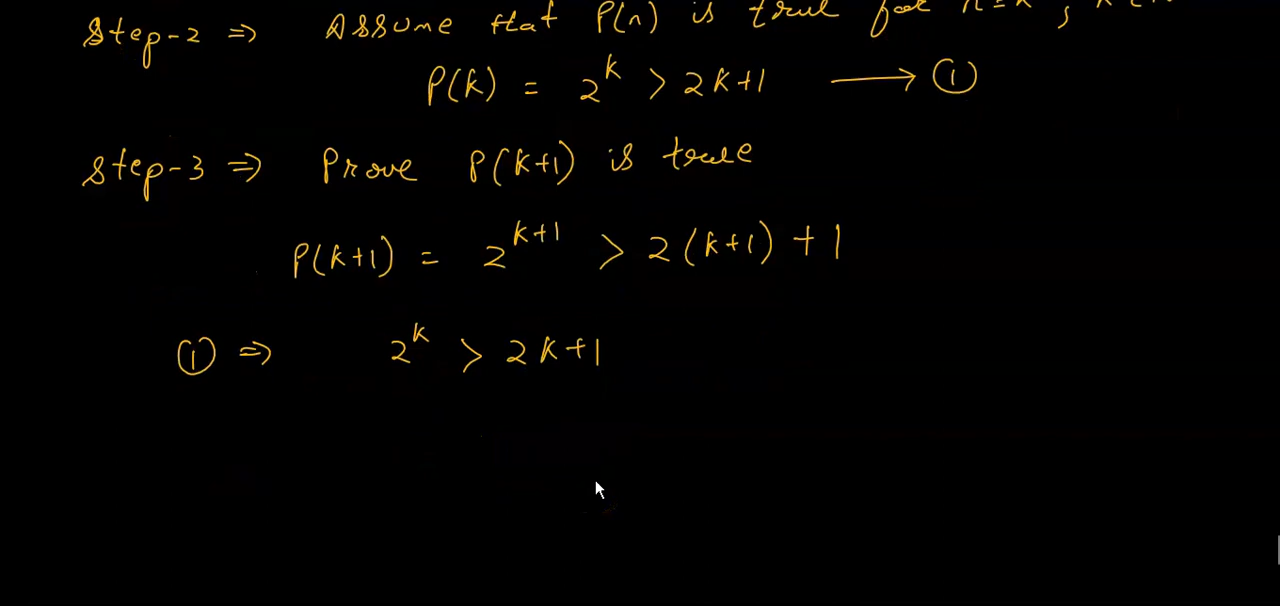 Step-2 ⇒ Assume that P(n) is true for n=k ,
P(k) = 2^k > 2k+1 ⟶ ①
Step-3 ⇒ Prove P(k+1) is true
P(k+1) = 2^{k+1} > 2(k+1) + 1
① ⇒ 2^k > 2k+1